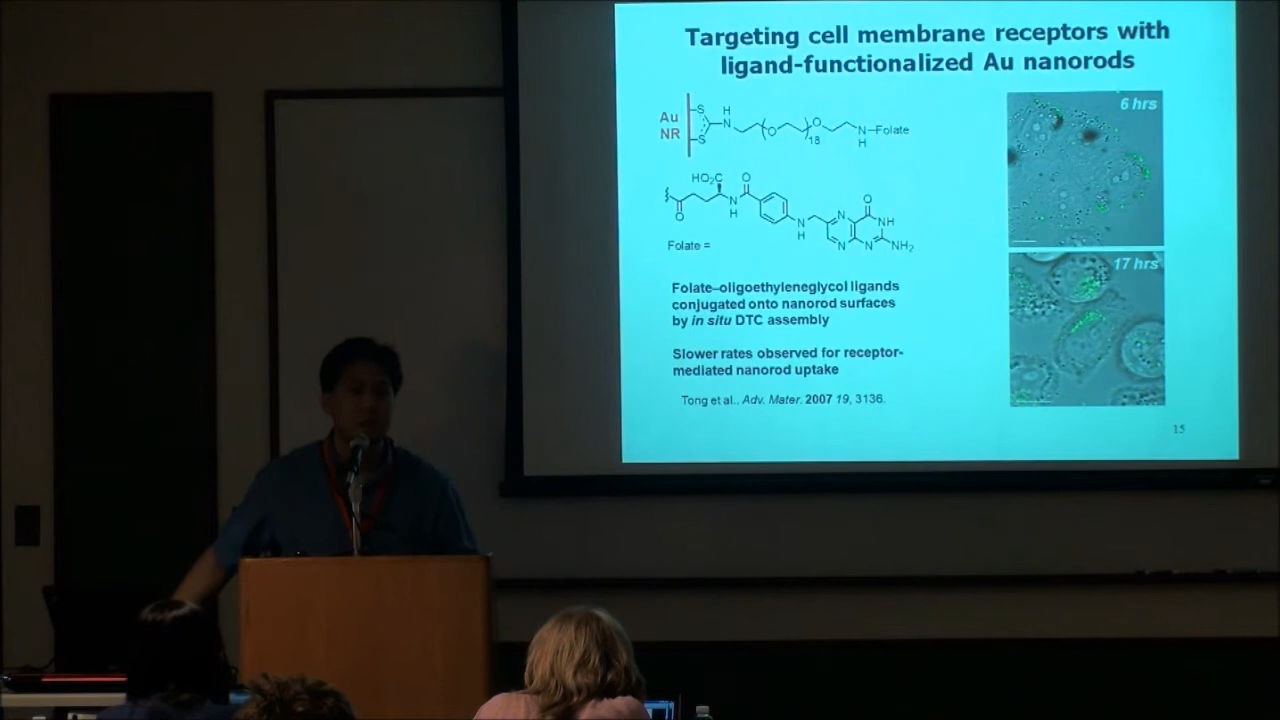 Targeting cell membrane receptors with
ligand-functionalized Au nanorods
6 hrs
Au
NR
S
S
H
N
O
18
O
N
H
Folate
HO₂C
O
O
N
H
N
H
N
N
O
NH
N
NH₂
Folate =
17 hrs
Folate–oligoethyleneglycol ligands
conjugated onto nanorod surfaces
by in situ DTC assembly
Slower rates observed for receptor-
mediated nanorod uptake
Tong et al., Adv. Mater. 2007 19, 3136.
15